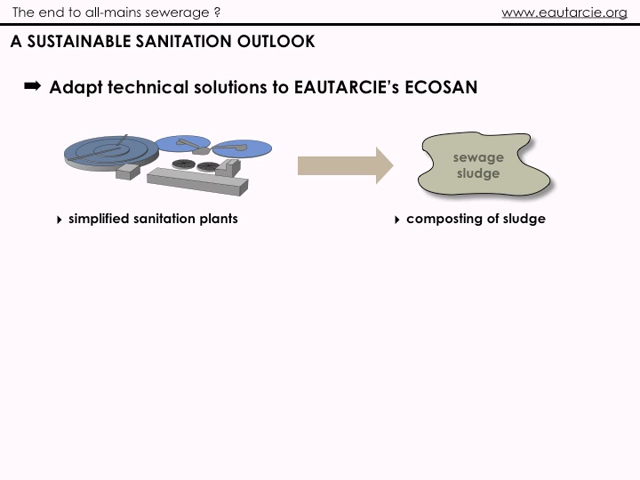 The end to all-mains sewerage ?
www.eautarcie.org
A SUSTAINABLE SANITATION OUTLOOK
➡ Adapt technical solutions to EAUTARCIE's ECOSAN
sewage
sludge
simplified sanitation plants
composting of sludge